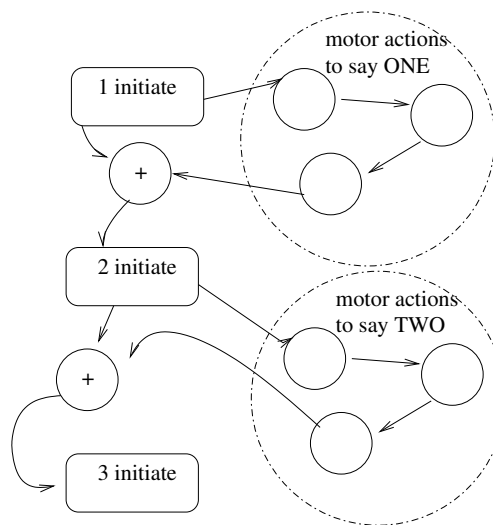 motor actions
to say ONE
1 initiate
+
2 initiate
motor actions
to say TWO
+
3 initiate